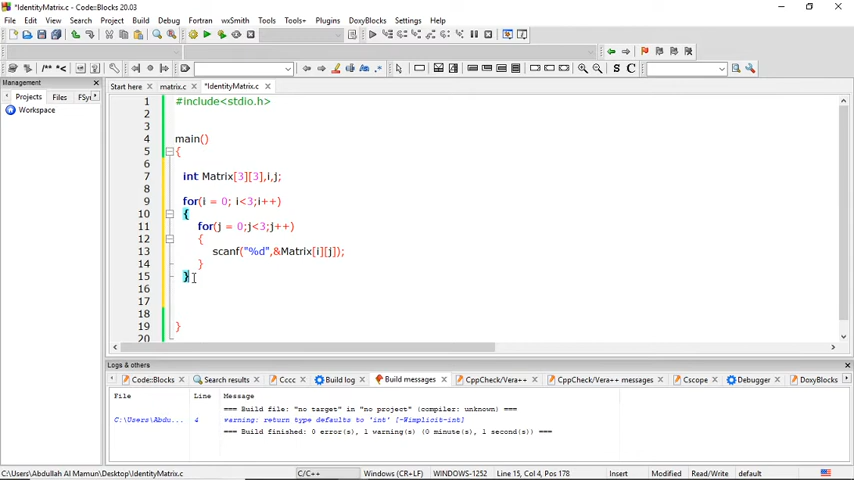 *IdentityMatrix.c - Code::Blocks 20.03
File Edit View Search Project Build Debug Fortran wxSmith Tools Tools+ Plugins DoxyBlocks Settings Help
/** *<
S C
Management
Projects Files FSy
Workspace
Start here matrix.c *IdentityMatrix.c
1 #include<stdio.h>
2
3
4 main()
5 {
6
7 int Matrix[3][3],i,j;
8
9 for(i = 0; i<3;i++)
10 {
11 for(j = 0;j<3;j++)
12 {
13 scanf("%d",&Matrix[i][j]);
14 }
15 }
16
17
18
19 }
20
Logs & others
Code::Blocks Search results Cccc Build log Build messages CppCheck/Vera++ CppCheck/Vera++ messages Cscope Debugger DoxyBlocks
File Line Message
=== Build file: "no target" in "no project" (compiler: unknown) ===
C:\Users\Abdu... 4 warning: return type defaults to 'int' [-Wimplicit-int]
=== Build finished: 0 error(s), 1 warning(s) (0 minute(s), 1 second(s)) ===
C:\Users\Abdullah Al Mamun\Desktop\IdentityMatrix.c C/C++ Windows (CR+LF) WINDOWS-1252 Line 15, Col 4, Pos 178 Insert Modified Read/Write default